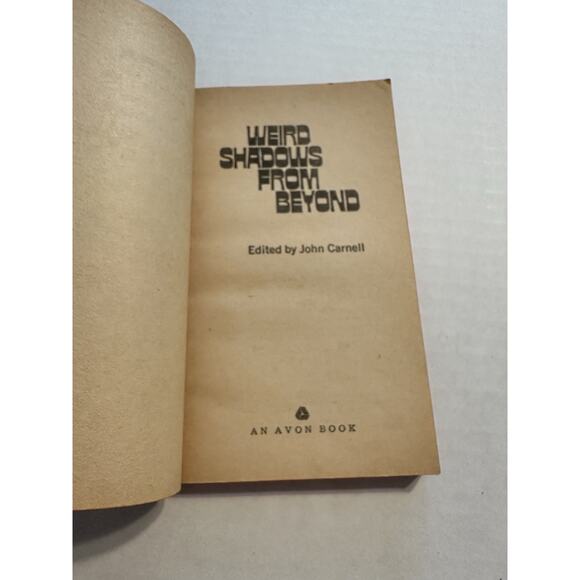 WEIRD
SHADOWS
FROM
BEYOND
Edited by John Carnell
AN AVON BOOK